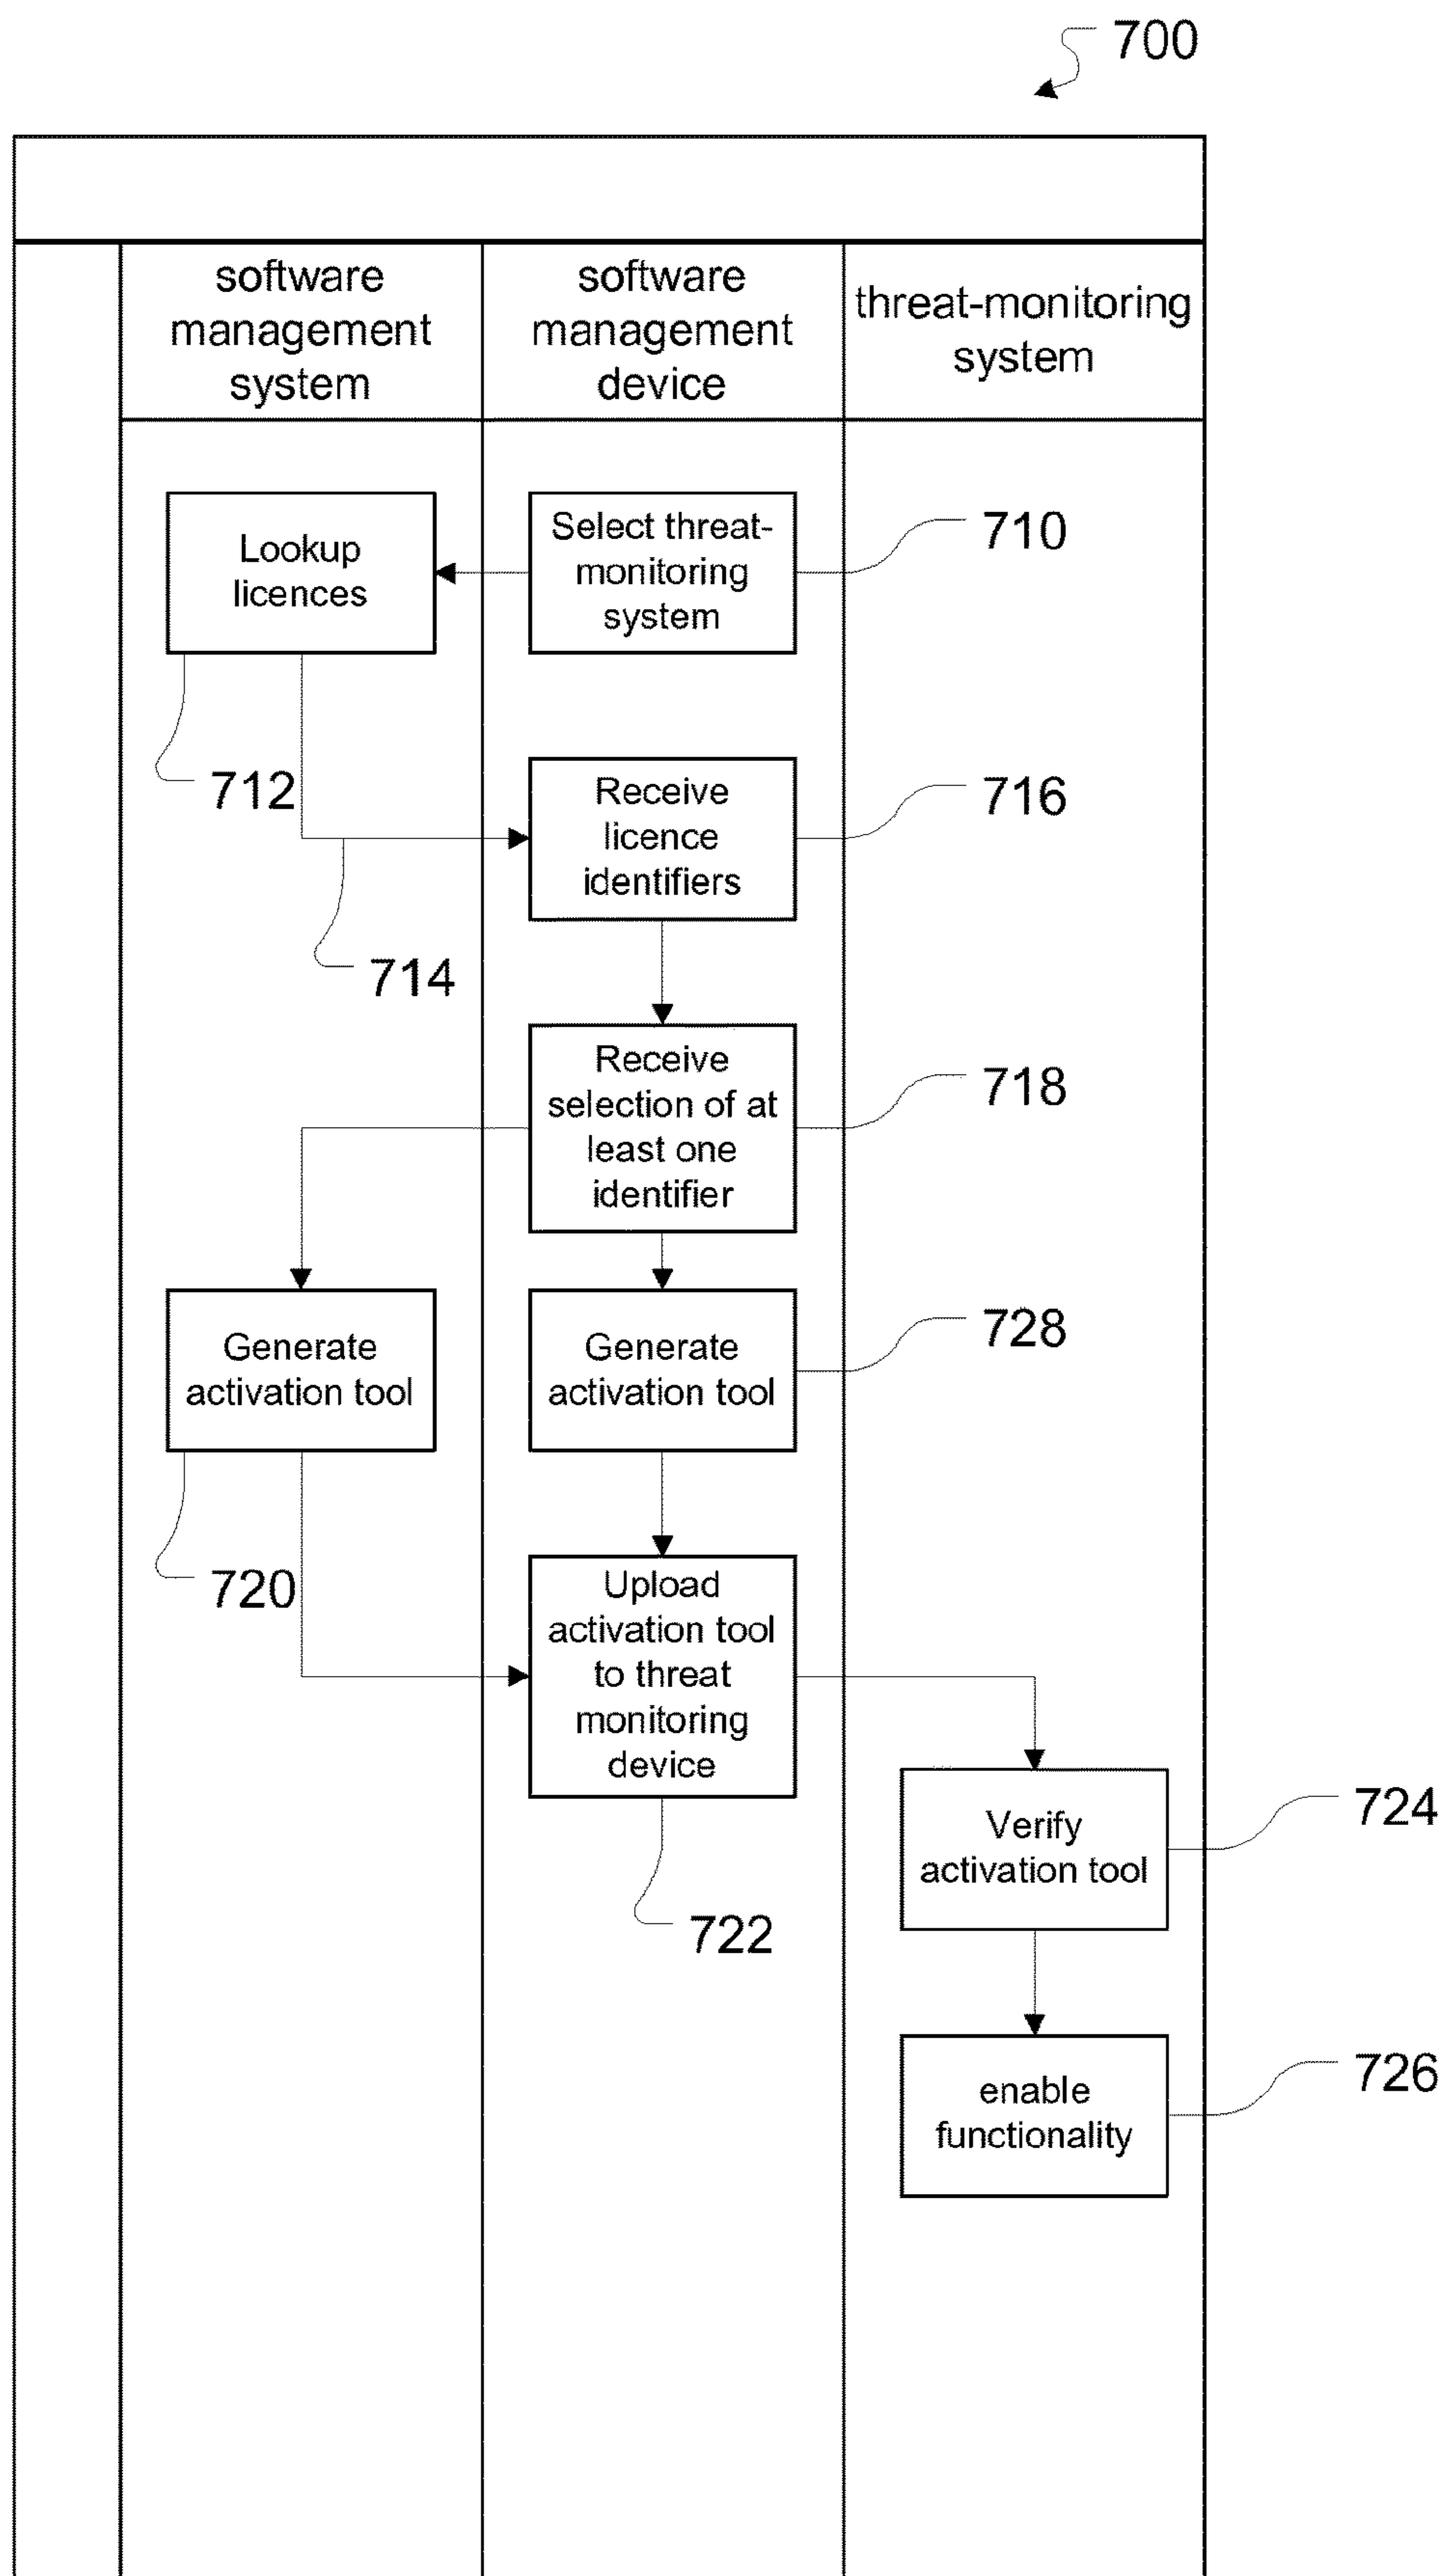 700
software
management
system
software
management
device
threat-monitoring
system
Lookup
licences
Select threat-
monitoring
system
710
712
Receive
licence
identifiers
716
714
Receive
selection of at
least one
identifier
718
Generate
activation tool
Generate
activation tool
728
720
Upload
activation tool
to threat
monitoring
device
722
Verify
activation tool
724
enable
functionality
726